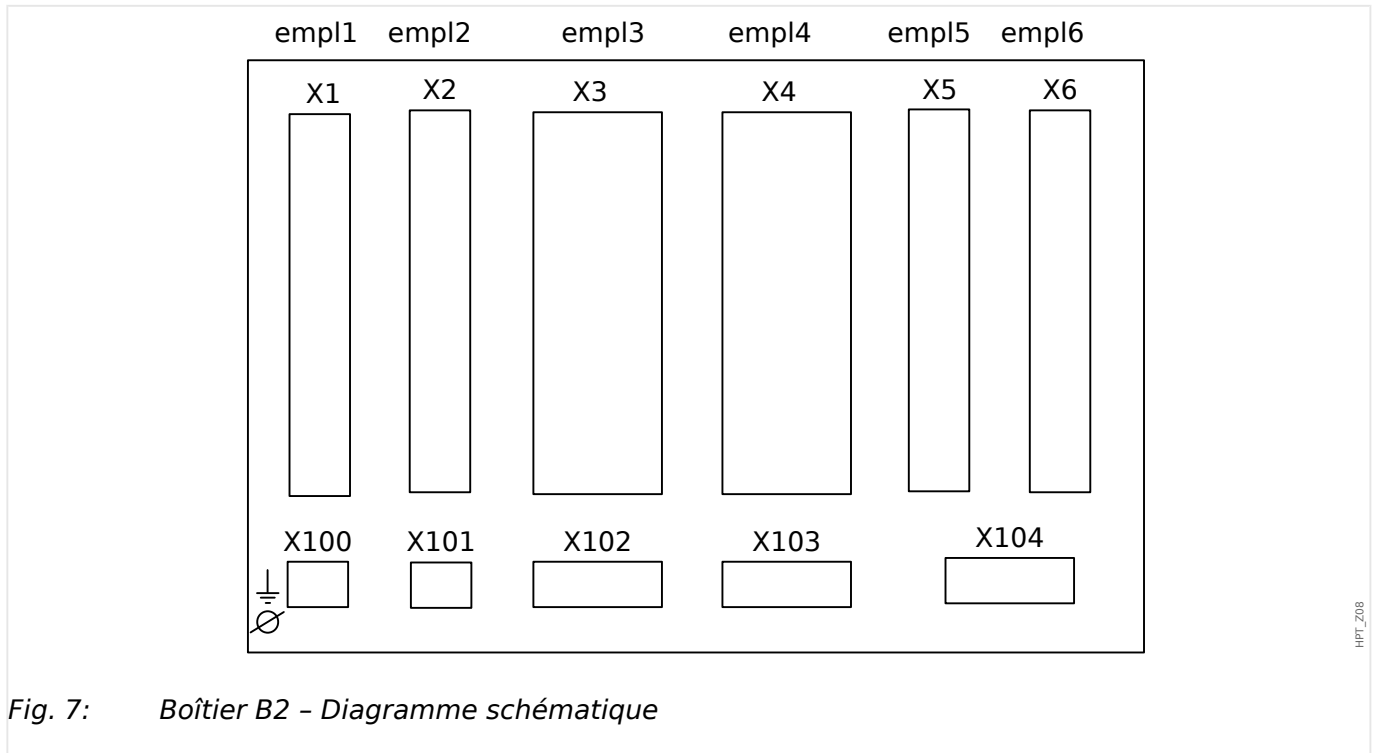 empl1 empl2 empl3 empl4 empl5 empl6
X1 X2 X3 X4 X5 X6
X100 X101 X102 X103 X104
HPT_Z08
Fig. 7: Boîtier B2 – Diagramme schématique